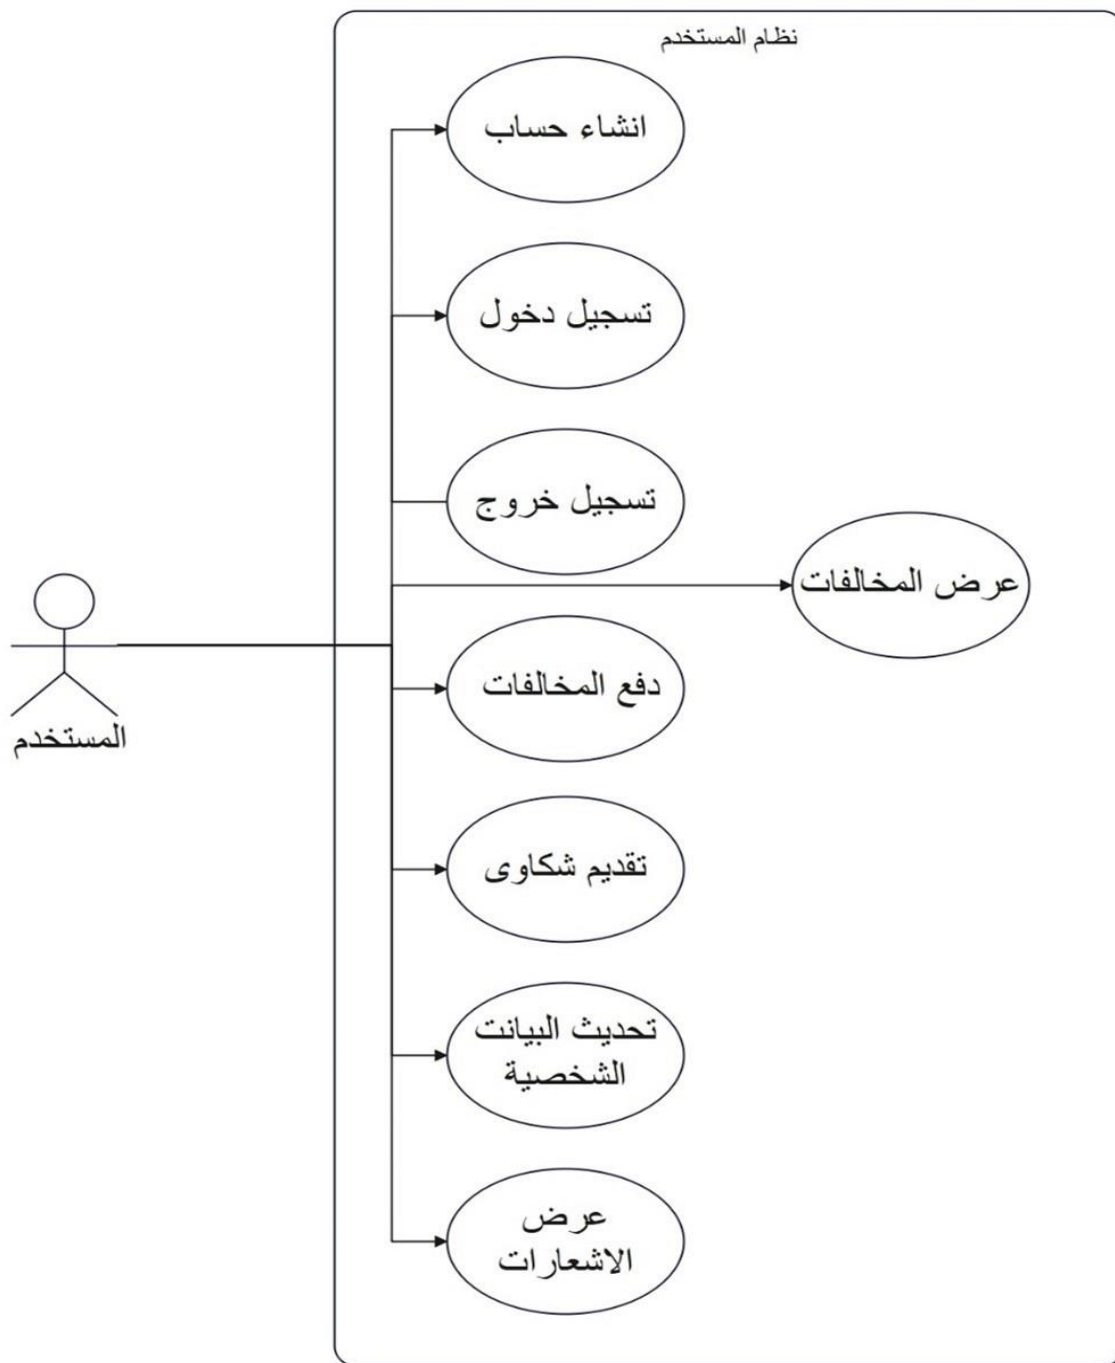 نظام المستخدم
انشاء حساب
تسجيل دخول
تسجيل خروج
عرض المخالفات
دفع المخالفات
المستخدم
تقديم شكاوى
تحديث البيانت
الشخصية
عرض
الاشعارات